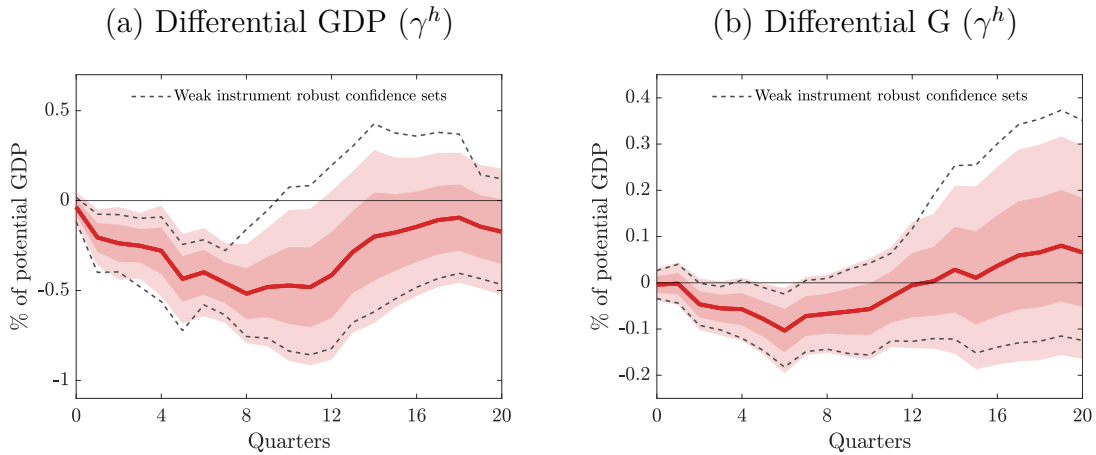 (a) Differential GDP (γʰ)
% of potential GDP
0.5
0
-0.5
-1
Weak instrument robust confidence sets
0 4 8 12 16 20
Quarters
(b) Differential G (γʰ)
% of potential GDP
0.4
0.3
0.2
0.1
0
-0.1
-0.2
Weak instrument robust confidence sets
0 4 8 12 16 20
Quarters